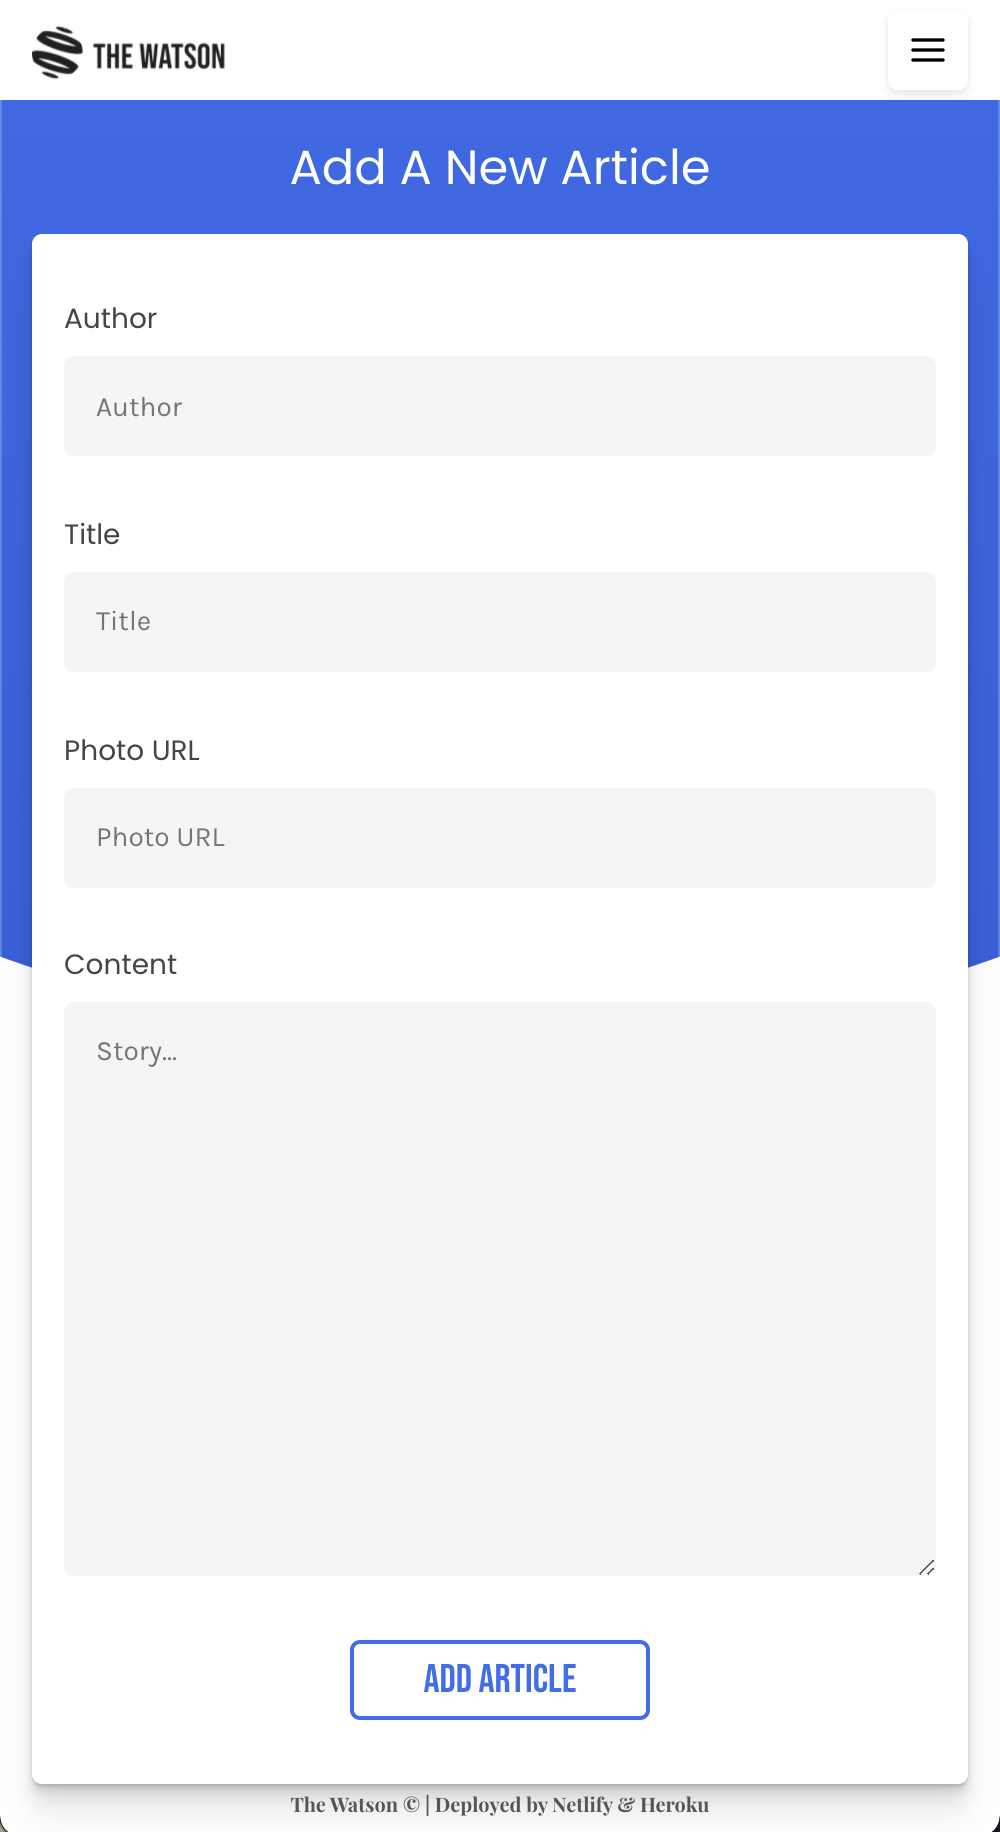 THE WATSON
Add A New Article
Author
Author
Title
Title
Photo URL
Photo URL
Content
Story...
ADD ARTICLE
The Watson © | Deployed by Netlify & Heroku